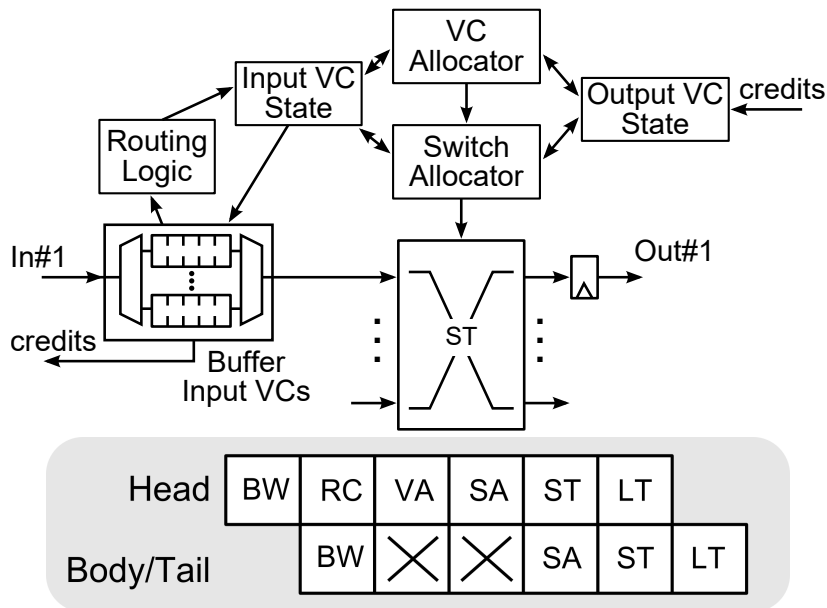 VC
Allocator
Input VC
State
Output VC
State
credits
Routing
Logic
Switch
Allocator
In#1
Out#1
ST
credits
Buffer
Input VCs
Head BW RC VA SA ST LT
Body/Tail BW SA ST LT